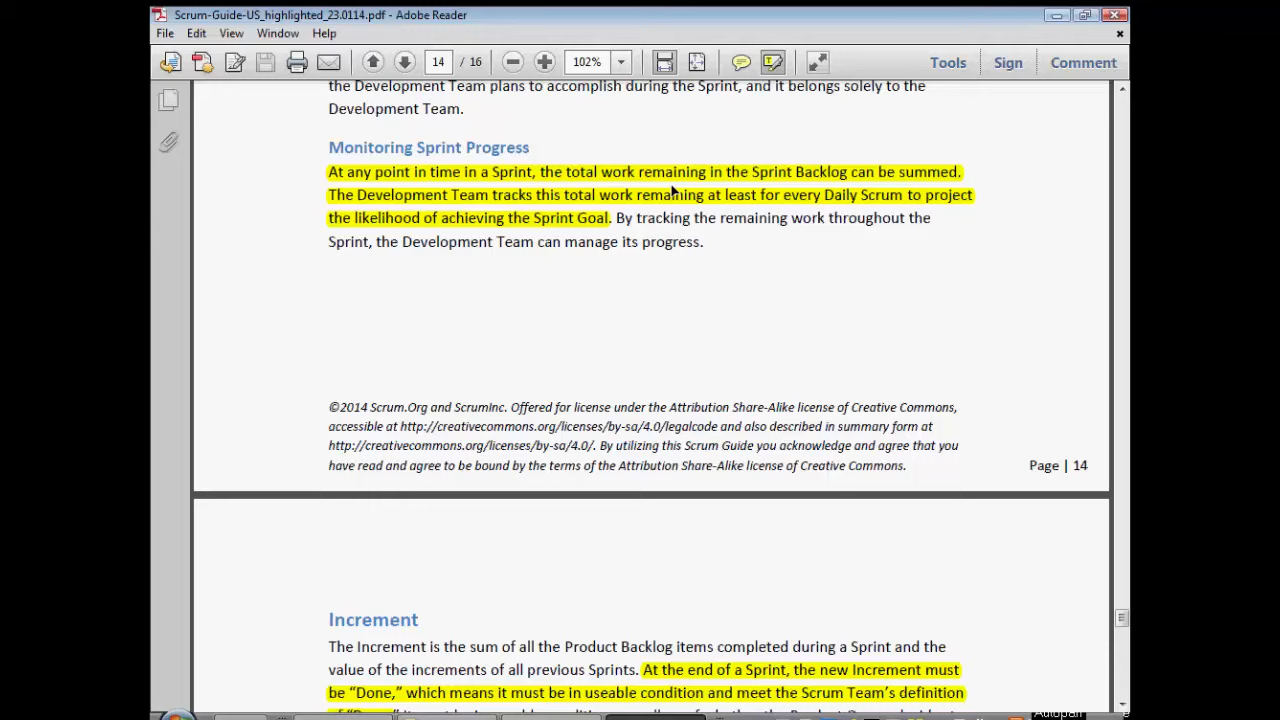 Scrum-Guide-US_highlighted_23.0114.pdf - Adobe Reader
File Edit View Window Help
14 / 16 102% Tools Sign Comment
the Development Team plans to accomplish during the Sprint, and it belongs solely to the
Development Team.
Monitoring Sprint Progress
At any point in time in a Sprint, the total work remaining in the Sprint Backlog can be summed.
The Development Team tracks this total work remaining at least for every Daily Scrum to project
the likelihood of achieving the Sprint Goal. By tracking the remaining work throughout the
Sprint, the Development Team can manage its progress.
©2014 Scrum.Org and ScrumInc. Offered for license under the Attribution Share-Alike license of Creative Commons,
accessible at http://creativecommons.org/licenses/by-sa/4.0/legalcode and also described in summary form at
http://creativecommons.org/licenses/by-sa/4.0/. By utilizing this Scrum Guide you acknowledge and agree that you
have read and agree to be bound by the terms of the Attribution Share-Alike license of Creative Commons.
Page | 14
Increment
The Increment is the sum of all the Product Backlog items completed during a Sprint and the
value of the increments of all previous Sprints. At the end of a Sprint, the new Increment must
be “Done,” which means it must be in useable condition and meet the Scrum Team’s definition